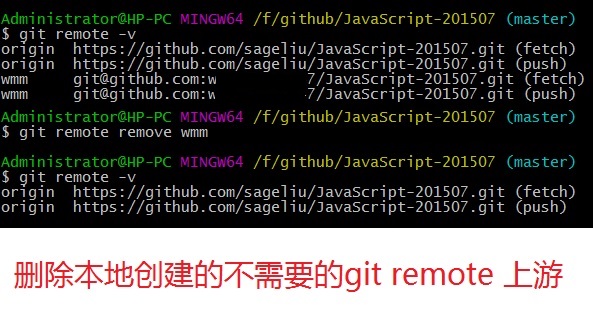 Administrator@HP-PC MINGW64 /f/github/JavaScript-201507 (master)
$ git remote -v
origin  https://github.com/sageliu/JavaScript-201507.git (fetch)
origin  https://github.com/sageliu/JavaScript-201507.git (push)
wmm     git@github.com:w 7/JavaScript-201507.git (fetch)
wmm     git@github.com:w 7/JavaScript-201507.git (push)
Administrator@HP-PC MINGW64 /f/github/JavaScript-201507 (master)
$ git remote remove wmm
Administrator@HP-PC MINGW64 /f/github/JavaScript-201507 (master)
$ git remote -v
origin  https://github.com/sageliu/JavaScript-201507.git (fetch)
origin  https://github.com/sageliu/JavaScript-201507.git (push)
删除本地创建的不需要的git remote 上游